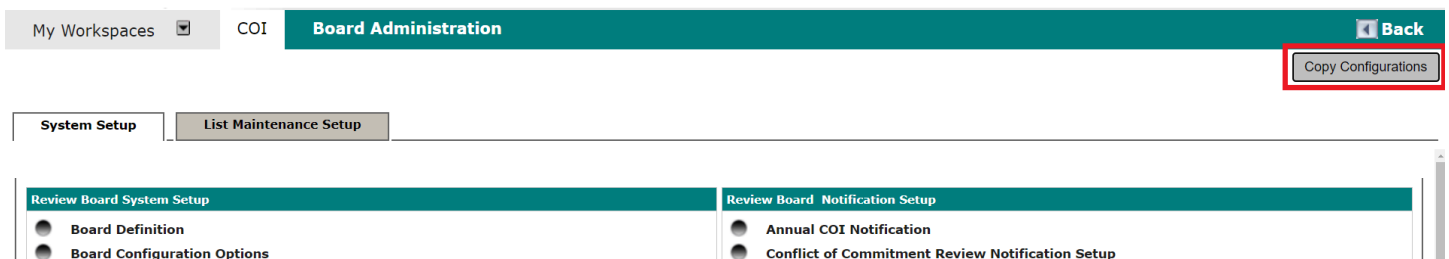 My Workspaces COI Board Administration Back
Copy Configurations
System Setup List Maintenance Setup
Review Board System Setup
Board Definition
Board Configuration Options
Review Board Notification Setup
Annual COI Notification
Conflict of Commitment Review Notification Setup